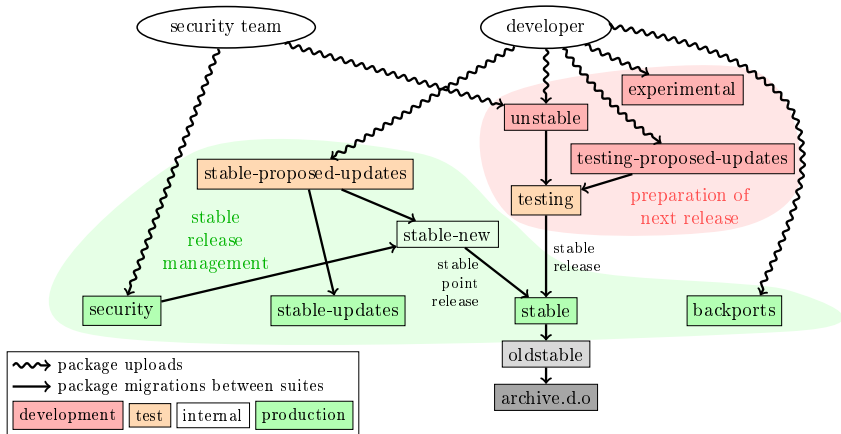 security team
developer
experimental
unstable
testing-proposed-updates
stable-proposed-updates
testing
preparation of
next release
stable
release
management
stable-new
stable
release
stable
point
release
security
stable-updates
stable
backports
oldstable
archive.d.o
package uploads
package migrations between suites
development
test
internal
production